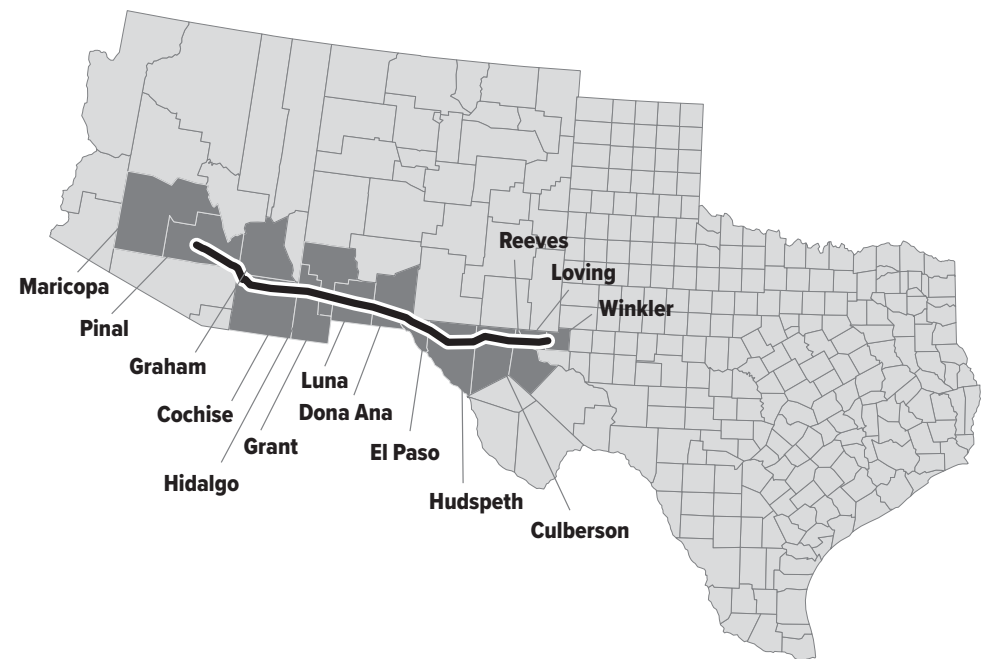 Reeves
Loving
Winkler
Maricopa
Pinal
Graham
Luna
Cochise
Dona Ana
Grant
El Paso
Hidalgo
Hudspeth
Culberson